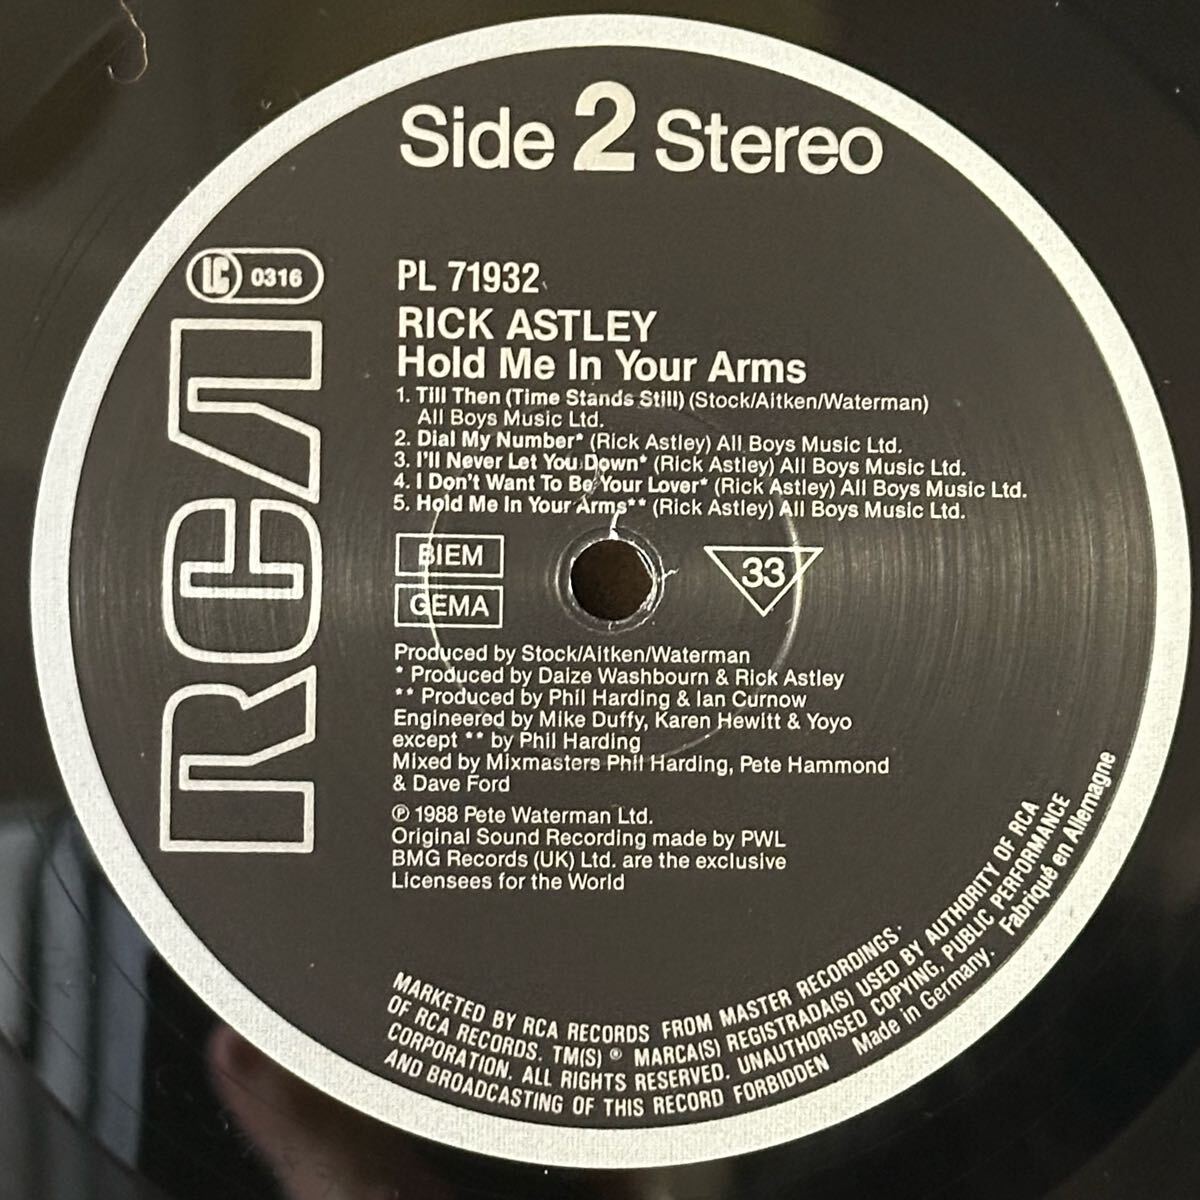 Side 2 Stereo
LC 0316
RCA
PL 71932
RICK ASTLEY
Hold Me In Your Arms
1. Till Then (Time Stands Still) (Stock/Aitken/Waterman)
All Boys Music Ltd.
2. Dial My Number* (Rick Astley) All Boys Music Ltd.
3. I'll Never Let You Down* (Rick Astley) All Boys Music Ltd.
4. I Don't Want To Be Your Lover* (Rick Astley) All Boys Music Ltd.
5. Hold Me In Your Arms** (Rick Astley) All Boys Music Ltd.
BIEM
GEMA
33
Produced by Stock/Aitken/Waterman
* Produced by Daize Washbourn & Rick Astley
** Produced by Phil Harding & Ian Curnow
Engineered by Mike Duffy, Karen Hewitt & Yoyo
except ** by Phil Harding
Mixed by Mixmasters Phil Harding, Pete Hammond
& Dave Ford
℗ 1988 Pete Waterman Ltd.
Original Sound Recording made by PWL
BMG Records (UK) Ltd. are the exclusive
Licensees for the World
MARKETED BY RCA RECORDS FROM MASTER RECORDINGS
OF RCA RECORDS. TM(S) ® MARCA(S) REGISTRADA(S) USED BY AUTHORITY OF RCA
CORPORATION. ALL RIGHTS RESERVED. UNAUTHORISED COPYING, PUBLIC PERFORMANCE
AND BROADCASTING OF THIS RECORD FORBIDDEN Made in Germany. Fabriqué en Allemagne